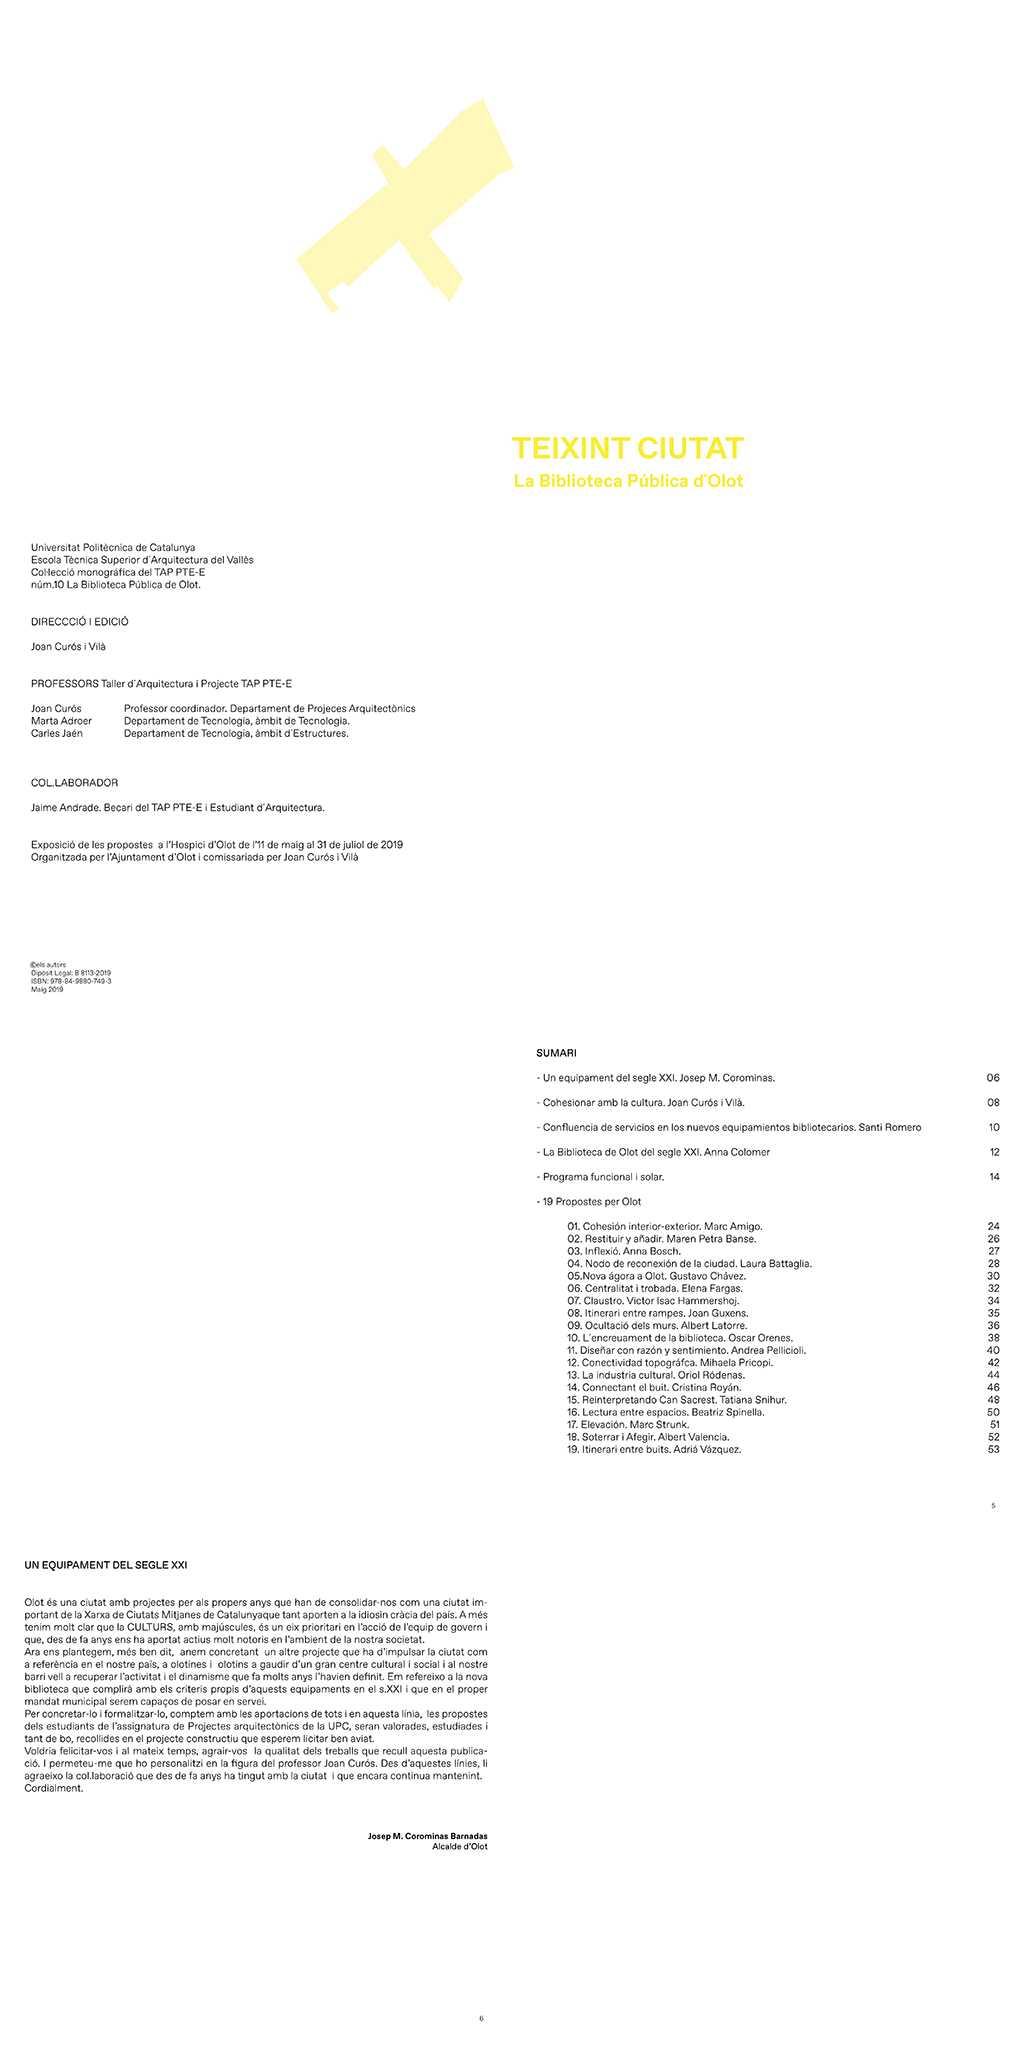 TEIXINT CIUTAT
La Biblioteca Pública d´Olot
Universitat Politècnica de Catalunya
Escola Tècnica Superior d´Arquitectura del Vallès
Col·lecció monográfica del TAP PTE-E
núm.10 La Biblioteca Pública de Olot.
DIRECCCIÓ I EDICIÓ
Joan Curós i Vilà
PROFESSORS Taller d´Arquitectura i Projecte TAP PTE-E
Joan Curós Professor coordinador. Departament de Projeces Arquitectònics
Marta Adroer Departament de Tecnologia, àmbit de Tecnologia.
Carles Jaén Departament de Tecnologia, àmbit d´Estructures.
COL.LABORADOR
Jaime Andrade. Becari del TAP PTE-E i Estudiant d´Arquitectura.
Exposició de les propostes a l'Hospici d'Olot de l'11 de maig al 31 de juliol de 2019
Organitzada per l'Ajuntament d'Olot i comissariada per Joan Curós i Vilà
©els autors
Dipòsit Legal: B 8113-2019
ISBN: 978-84-9880-749-3
Maig 2019
SUMARI
- Un equipament del segle XXI. Josep M. Corominas. 06
- Cohesionar amb la cultura. Joan Curós i Vilà. 08
- Confluencia de servicios en los nuevos equipamientos bibliotecarios. Santi Romero 10
- La Biblioteca de Olot del segle XXI. Anna Colomer 12
- Programa funcional i solar. 14
- 19 Propostes per Olot
01. Cohesión interior-exterior. Marc Amigo. 24
02. Restituir y añadir. Maren Petra Banse. 26
03. Inflexió. Anna Bosch. 27
04. Nodo de reconexión de la ciudad. Laura Battaglia. 28
05.Nova ágora a Olot. Gustavo Chávez. 30
06. Centralitat i trobada. Elena Fargas. 32
07. Claustro. Victor Isac Hammershoj. 34
08. Itinerari entre rampes. Joan Guxens. 35
09. Ocultació dels murs. Albert Latorre. 36
10. L´encreuament de la biblioteca. Oscar Orenes. 38
11. Diseñar con razón y sentimiento. Andrea Pellicioli. 40
12. Conectividad topográfca. Mihaela Pricopi. 42
13. La industria cultural. Oriol Ródenas. 44
14. Connectant el buit. Cristina Royán. 46
15. Reinterpretando Can Sacrest. Tatiana Snihur. 48
16. Lectura entre espacios. Beatriz Spinella. 50
17. Elevación. Marc Strunk. 51
18. Soterrar i Afegir. Albert Valencia. 52
19. Itinerari entre buits. Adriá Vázquez. 53
5
UN EQUIPAMENT DEL SEGLE XXI
Olot és una ciutat amb projectes per als propers anys que han de consolidar-nos com una ciutat im-
portant de la Xarxa de Ciutats Mitjanes de Catalunyaque tant aporten a la idiosin cràcia del país. A més
tenim molt clar que la CULTURS, amb majúscules, és un eix prioritari en l'acció de l'equip de govern i
que, des de fa anys ens ha aportat actius molt notoris en l'ambient de la nostra societat.
Ara ens plantegem, més ben dit, anem concretant un altre projecte que ha d'impulsar la ciutat com
a referència en el nostre país, a olotines i olotins a gaudir d'un gran centre cultural i social i al nostre
barri vell a recuperar l'activitat i el dinamisme que fa molts anys l'havien definit. Em refereixo a la nova
biblioteca que complirà amb els criteris propis d'aquests equipaments en el s.XXI i que en el proper
mandat municipal serem capaços de posar en servei.
Per concretar-lo i formalitzar-lo, comptem amb les aportacions de tots i en aquesta línia, les propostes
dels estudiants de l'assignatura de Projectes arquitectònics de la UPC, seran valorades, estudiades i
tant de bo, recollides en el projecte constructiu que esperem licitar ben aviat.
Voldria felicitar-vos i al mateix temps, agrair-vos la qualitat dels treballs que recull aquesta publica-
ció. I permeteu-me que ho personalitzi en la figura del professor Joan Curós. Des d'aquestes línies, li
agraeixo la col.laboració que des de fa anys ha tingut amb la ciutat i que encara continua mantenint.
Cordialment.
Josep M. Corominas Barnadas
Alcalde d'Olot
6